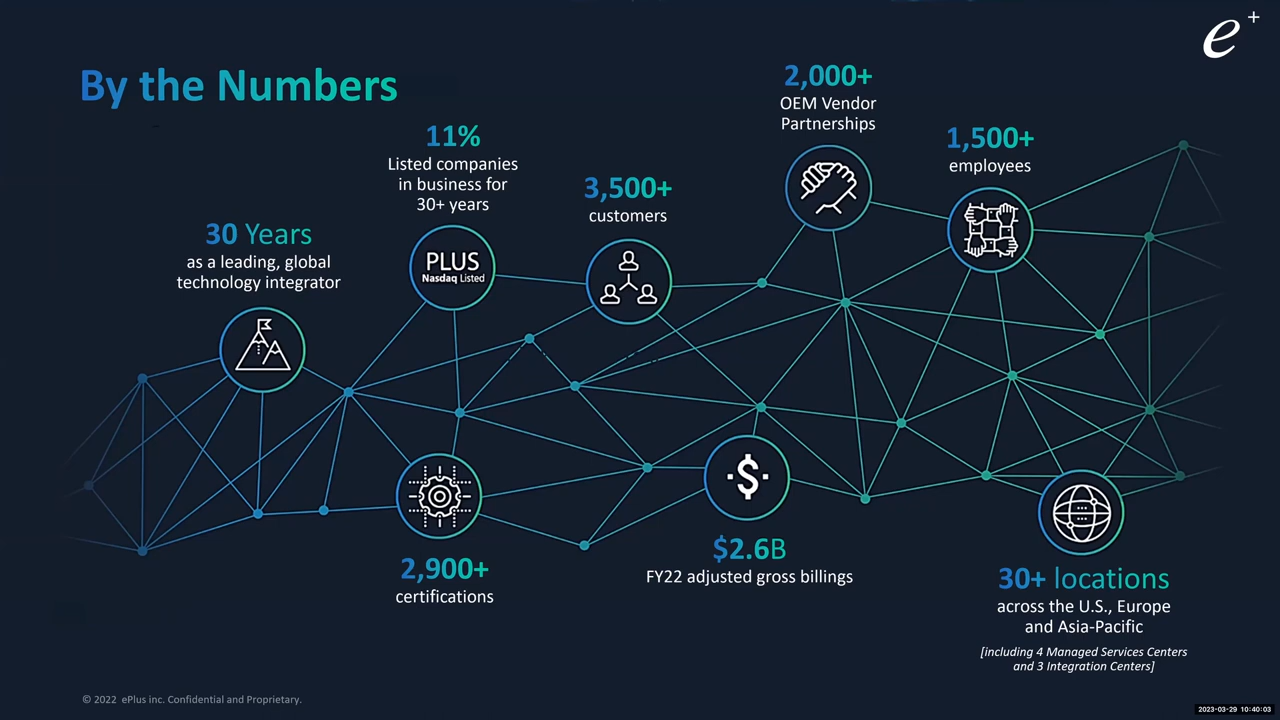 e+
By the Numbers
2,000+
OEM Vendor
Partnerships
1,500+
employees
11%
Listed companies
in business for
30+ years
3,500+
customers
30 Years
as a leading, global
technology integrator
PLUS
Nasdaq Listed
$
2,900+
certifications
$2.6B
FY22 adjusted gross billings
30+ locations
across the U.S., Europe
and Asia-Pacific
[including 4 Managed Services Centers
and 3 Integration Centers]
© 2022 ePlus inc. Confidential and Proprietary.
2023-03-29 10:40:03